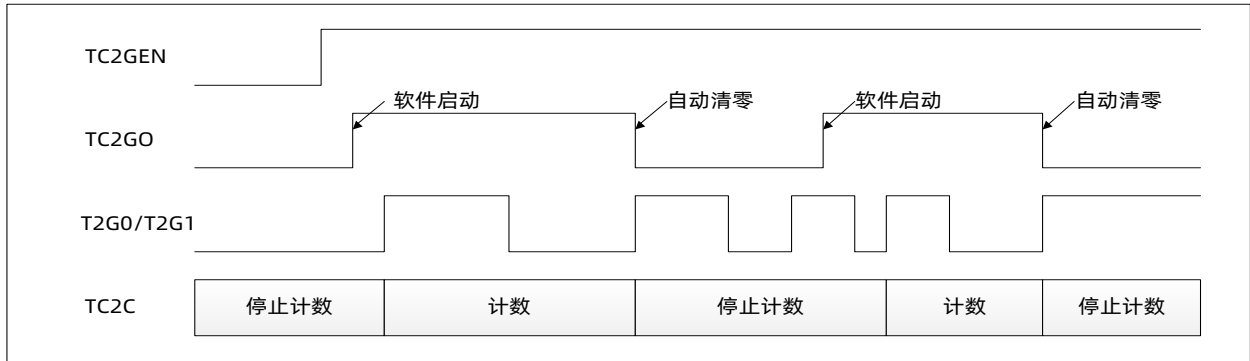 TC2GEN
软件启动 自动清零 软件启动 自动清零
TC2GO
T2G0/T2G1
TC2C 停止计数 计数 停止计数 计数 停止计数